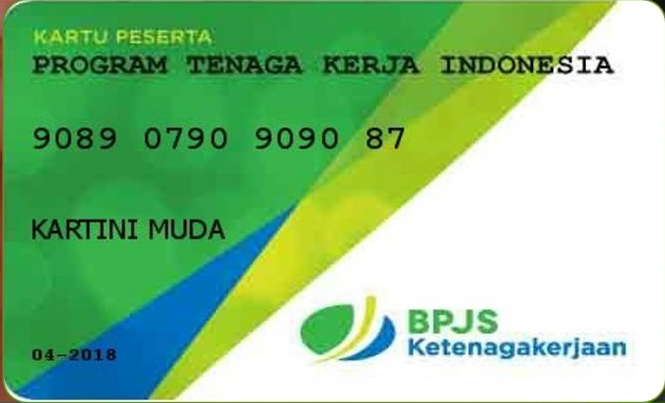 KARTU PESERTA
PROGRAM TENAGA KERJA INDONESIA
9089 0790 9090 87
KARTINI MUDA
04-2018
BPJS
Ketenagakerjaan